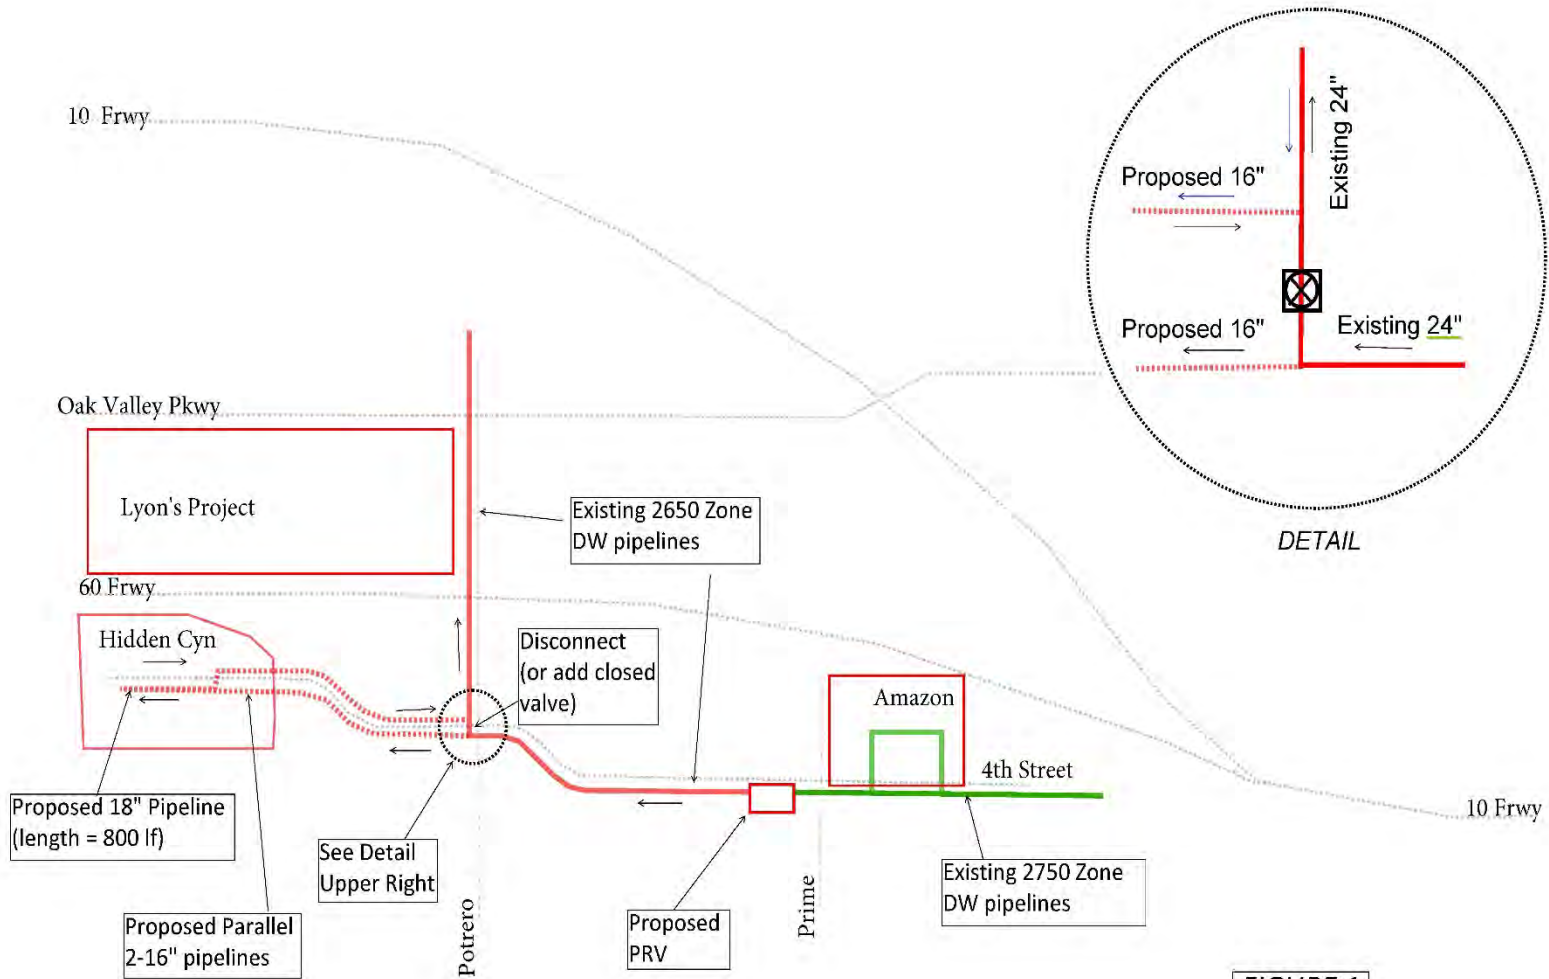 10 Frwy
Existing 24"
Proposed 16"
Proposed 16"
Existing 24"
DETAIL
Oak Valley Pkwy
Lyon's Project
Existing 2650 Zone
DW pipelines
60 Frwy
Hidden Cyn
Disconnect
(or add closed
valve)
Amazon
4th Street
Proposed 18" Pipeline
(length = 800 lf)
See Detail
Upper Right
Proposed Parallel
2-16" pipelines
Potrero
Proposed
PRV
Prime
Existing 2750 Zone
DW pipelines
10 Frwy
FIGURE 1